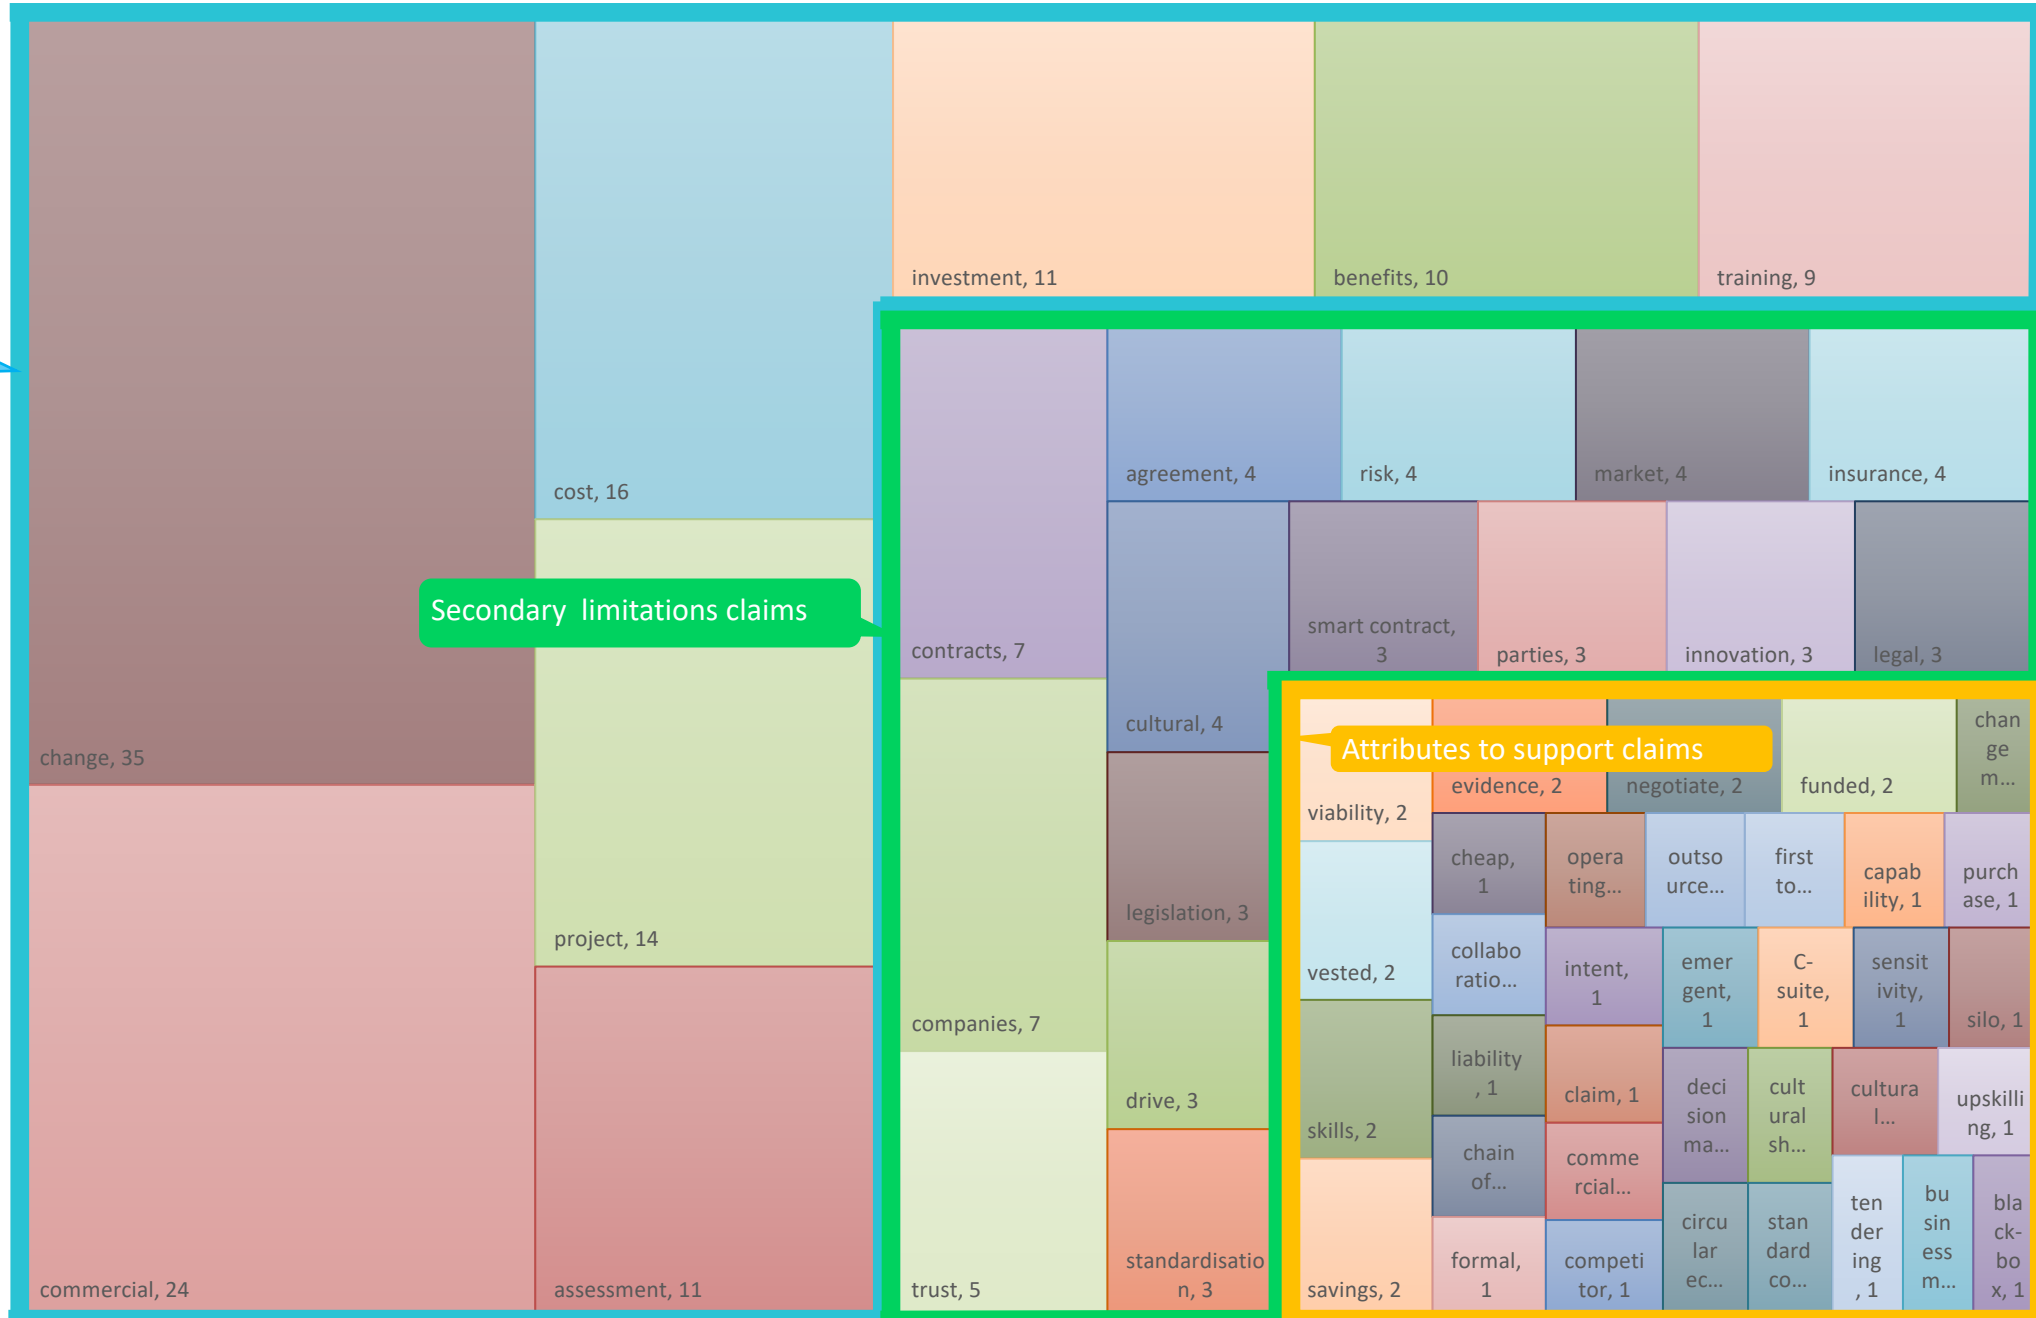 investment, 11
benefits, 10
training, 9
cost, 16
change, 35
project, 14
commercial, 24
assessment, 11
Secondary  limitations claims
contracts, 7
companies, 7
trust, 5
agreement, 4
risk, 4
market, 4
insurance, 4
cultural, 4
smart contract,
3
parties, 3
innovation, 3
legal, 3
legislation, 3
drive, 3
standardisatio
n, 3
Attributes to support claims
viability, 2
evidence, 2
negotiate, 2
funded, 2
chan
ge
m...
vested, 2
skills, 2
savings, 2
cheap,
1
opera
ting...
outso
urce...
first
to...
capab
ility, 1
purch
ase, 1
collabo
ratio...
intent,
1
emer
gent,
1
C-
suite,
1
sensit
ivity,
1
silo, 1
liability
, 1
claim, 1
deci
sion
ma...
cult
ural
sh...
cultura
l...
upskilli
ng, 1
chain
of...
comme
rcial...
formal,
1
competi
tor, 1
circu
lar
ec...
stan
dard
co...
ten
der
ing
, 1
bu
sin
ess
m...
bla
ck-
bo
x, 1